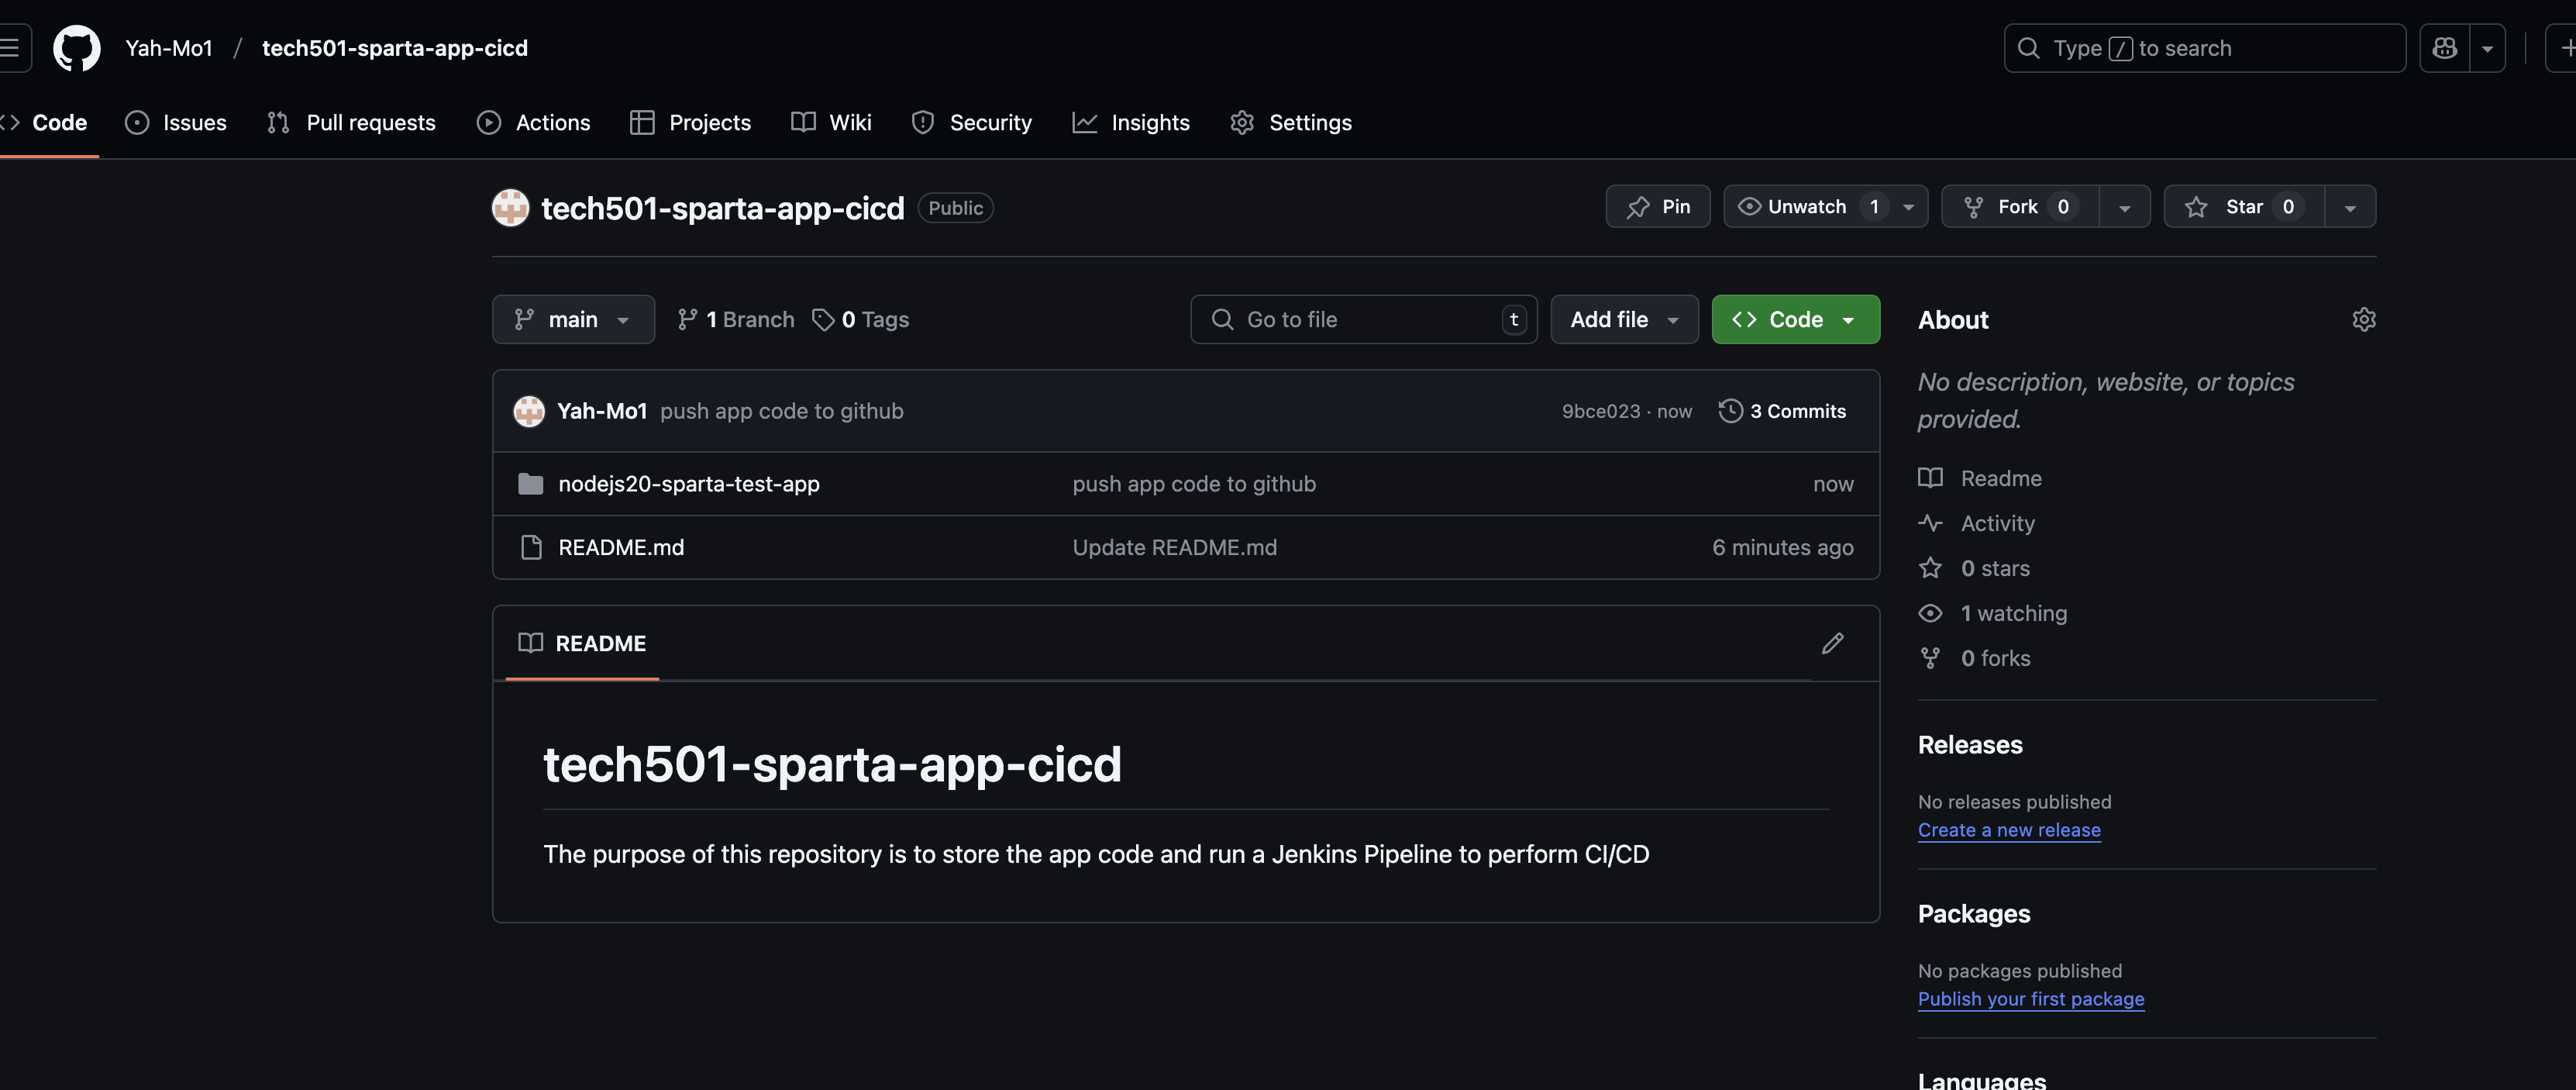 Yah-Mo1 / tech501-sparta-app-cicd
Type / to search
Code Issues Pull requests Actions Projects Wiki Security Insights Settings
tech501-sparta-app-cicd Public
Pin Unwatch 1 Fork 0 Star 0
main 1 Branch 0 Tags
Go to file t Add file Code
Yah-Mo1 push app code to github 9bce023 · now 3 Commits
nodejs20-sparta-test-app push app code to github now
README.md Update README.md 6 minutes ago
README
tech501-sparta-app-cicd
The purpose of this repository is to store the app code and run a Jenkins Pipeline to perform CI/CD
About
No description, website, or topics
provided.
Readme
Activity
0 stars
1 watching
0 forks
Releases
No releases published
Create a new release
Packages
No packages published
Publish your first package
Languages